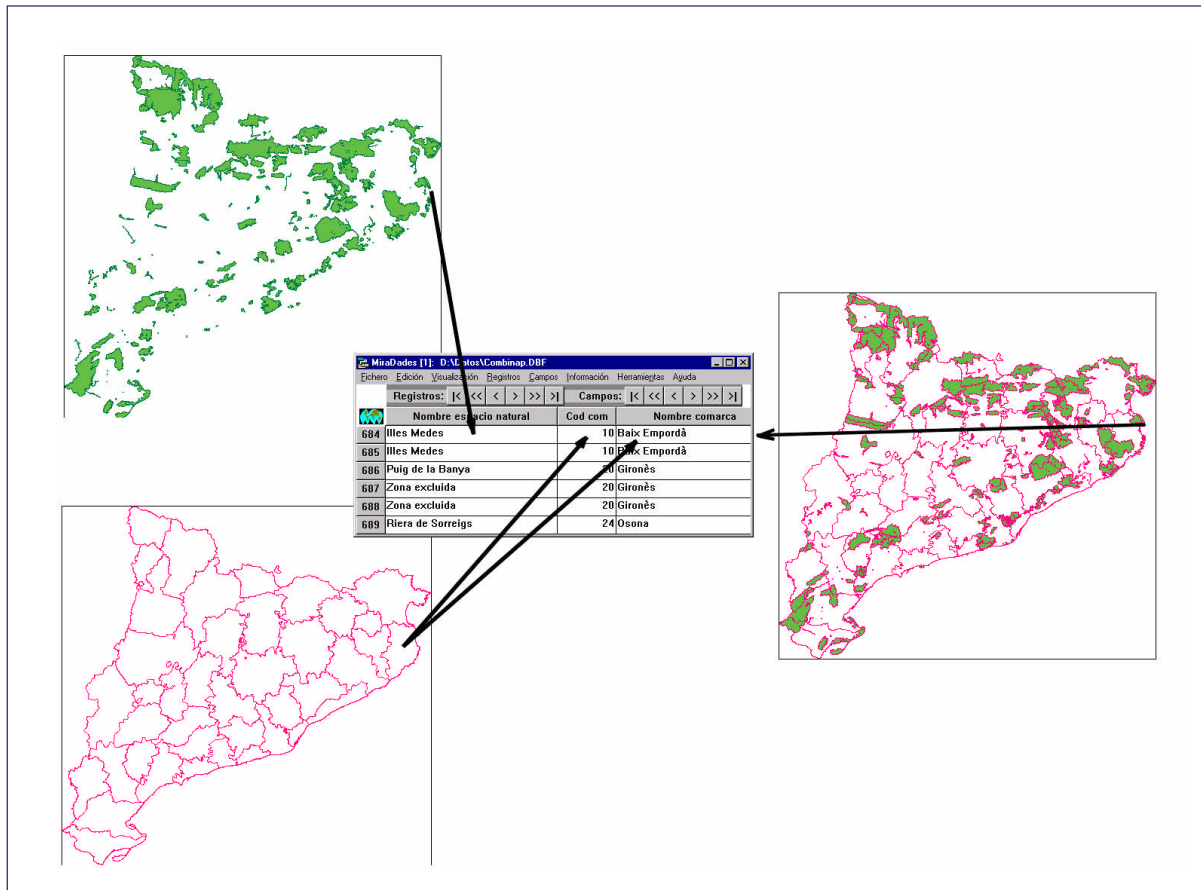 MiraDades [1]: D:\Datos\Combinap.DBF
Fichero Edición Visualización Registros Campos Información Herramientas Ayuda
Registros: |< << < > >> >| Campos: |< << < > >> >|
Nombre espacio natural Cod com Nombre comarca
684 Illes Medes 10 Baix Empordà
685 Illes Medes 10 Baix Empordà
686 Puig de la Banya 20 Gironès
687 Zona excluida 20 Gironès
688 Zona excluida 20 Gironès
689 Riera de Sorreigs 24 Osona